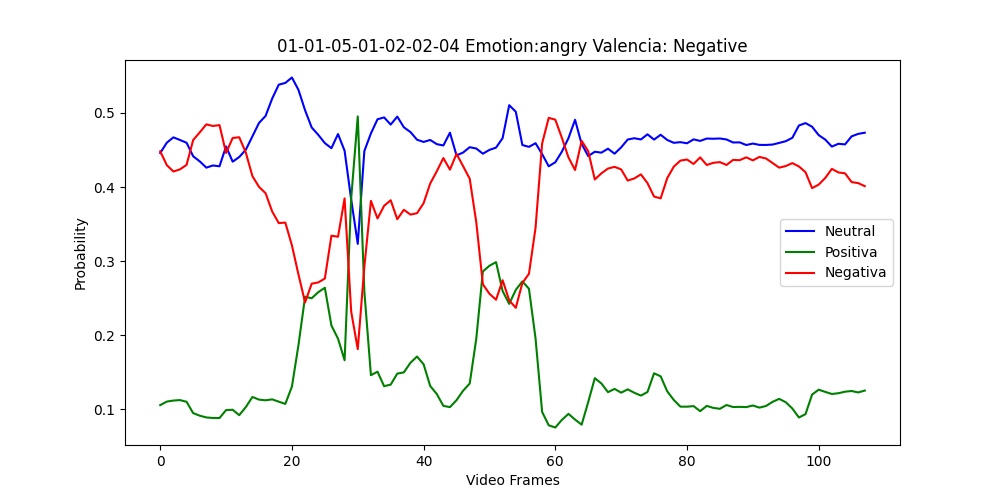 01-01-05-01-02-02-04 Emotion:angry Valencia: Negative
Probability
0.5
0.4
0.3
0.2
0.1
Neutral
Positiva
Negativa
0 20 40 60 80 100
Video Frames